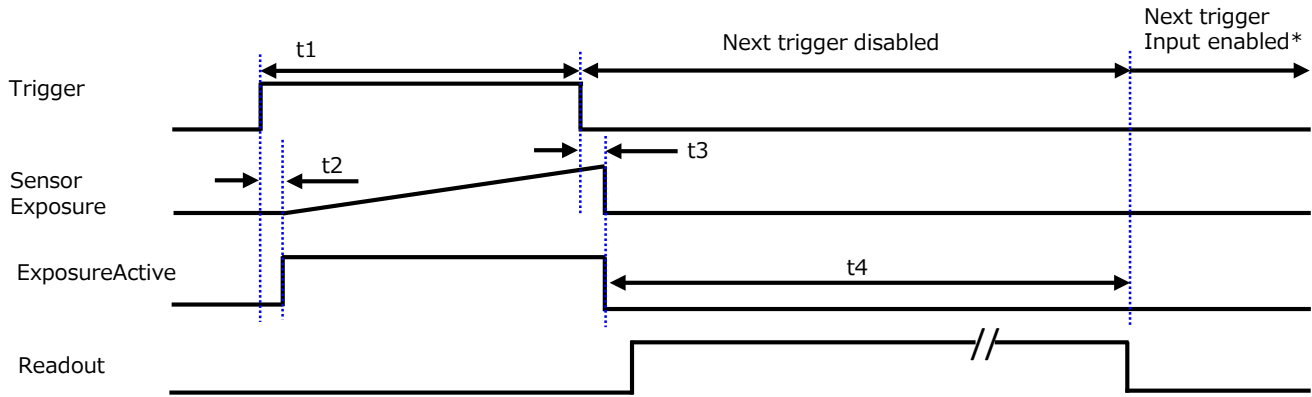 Next trigger
Input enabled*
t1
Next trigger disabled
Trigger
t2
t3
Sensor
Exposure
ExposureActive
t4
Readout